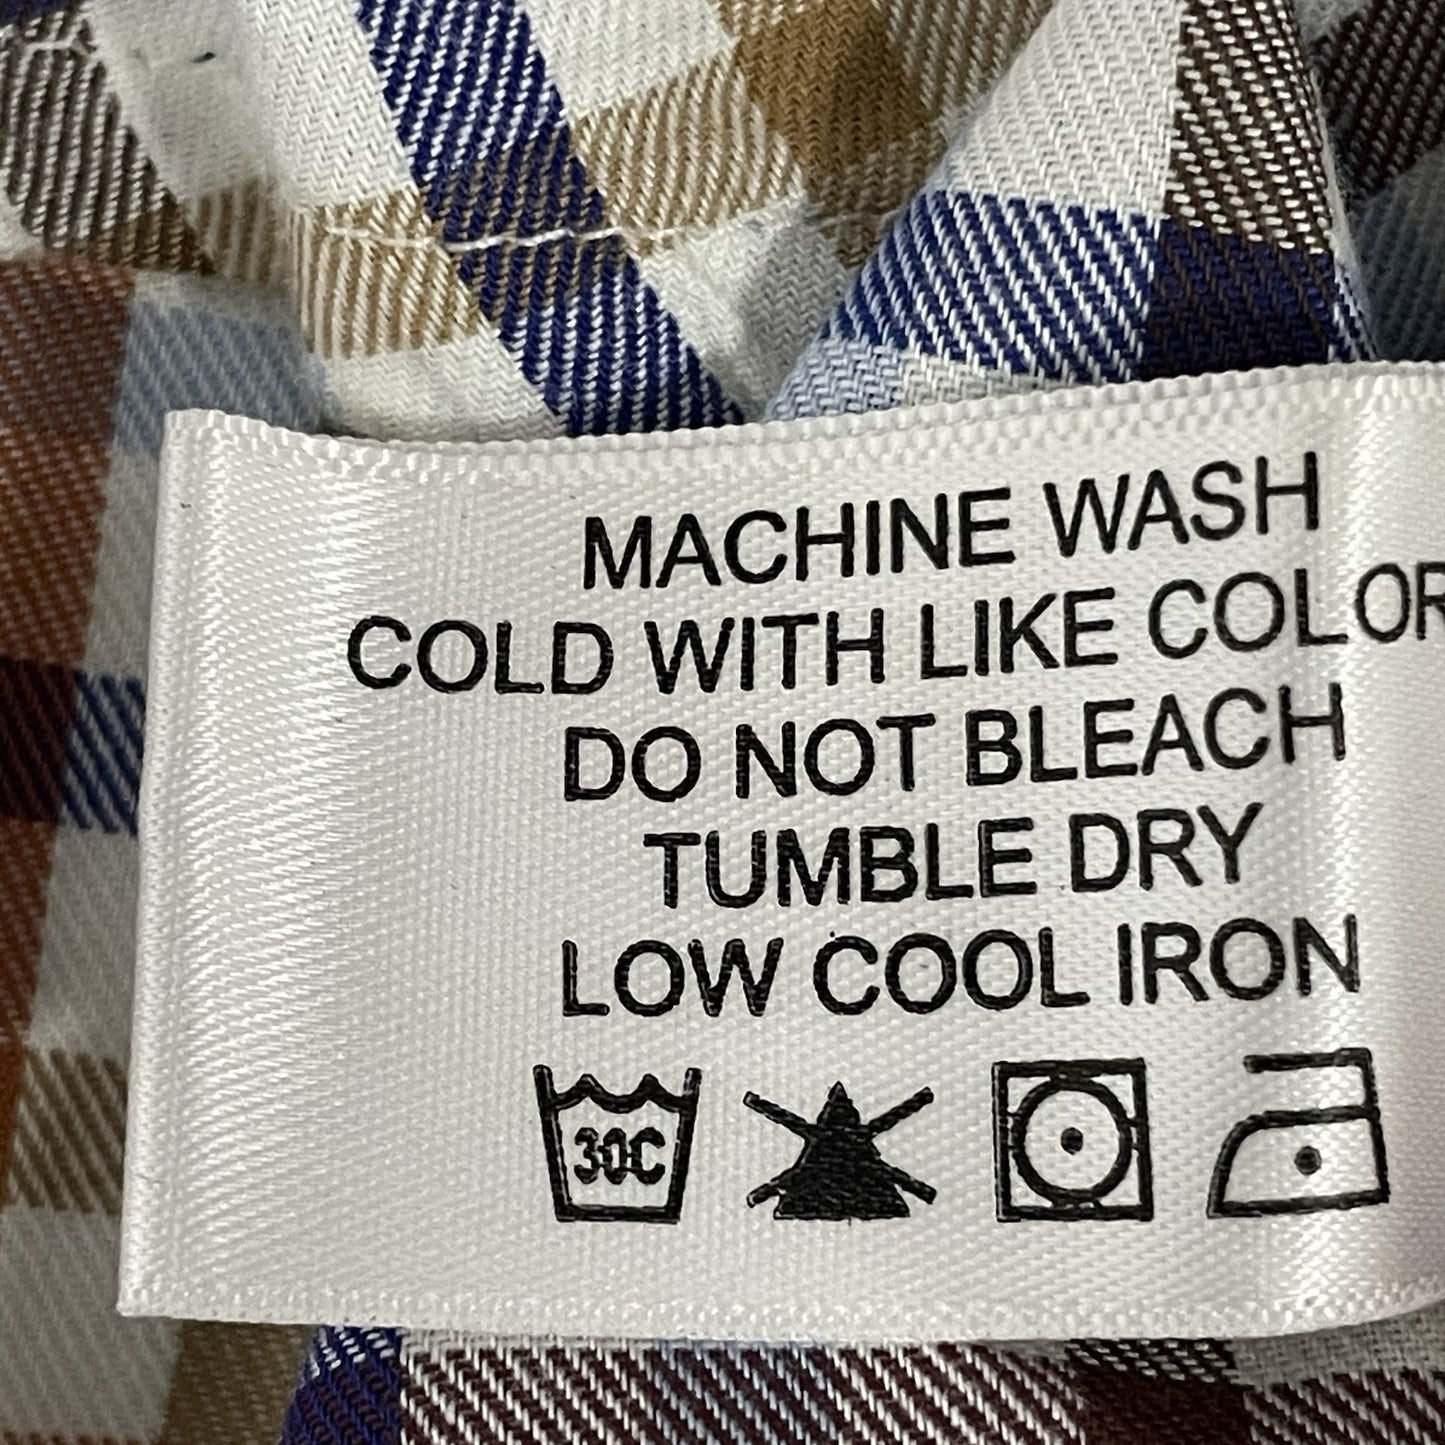 MACHINE WASH
COLD WITH LIKE COLOR
DO NOT BLEACH
TUMBLE DRY
LOW COOL IRON
30C